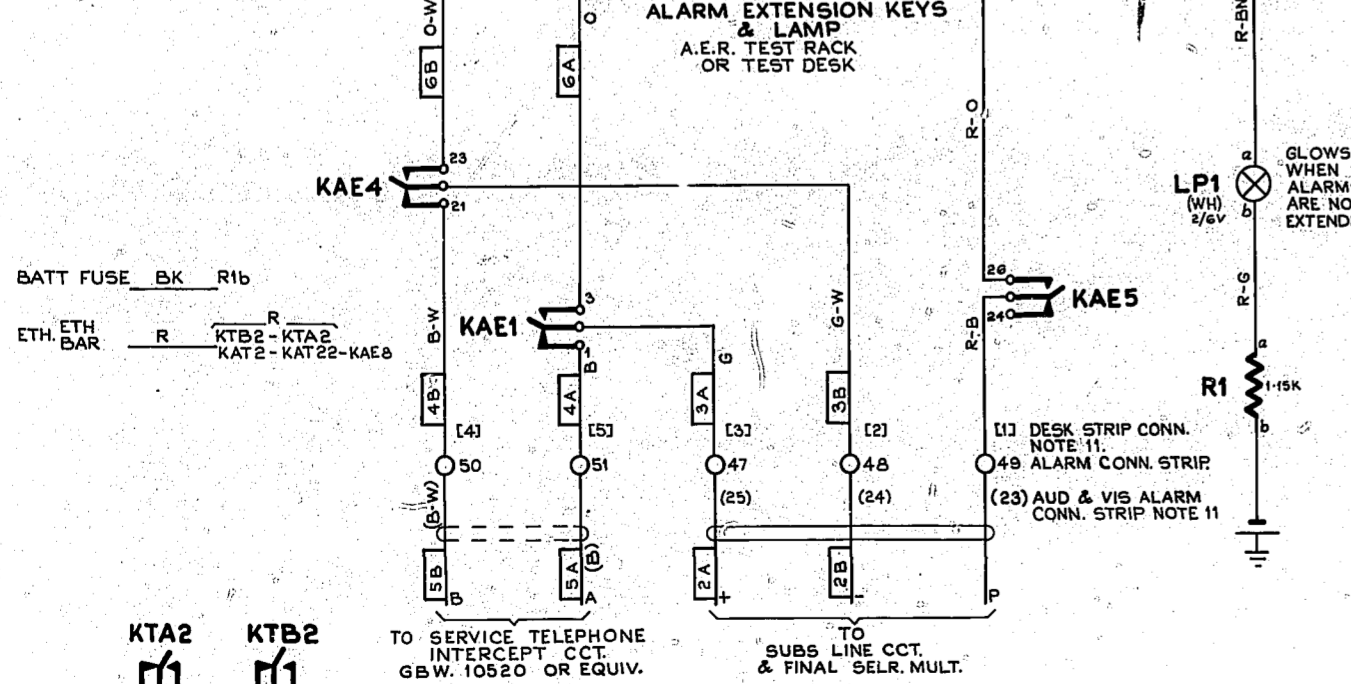 O-W
O
ALARM EXTENSION KEYS
& LAMP
A.E.R. TEST RACK
OR TEST DESK
R-BN
6B
6A
R-O
23
KAE4
21
a
LP1
(WH)
2/6V
b
GLOWS
WHEN
ALARM
ARE NO
EXTEND
BATT FUSE BK R1b
ETH. ETH BAR R
R
KTB2-KTA2
KAT2-KAT22-KAE8
B-W
3
KAE1
1
B
G
G-W
26
24
KAE5
R-B
R-G
a
R1
1·15K
b
4B
4A
3A
3B
[4]
[5]
[3]
[2]
[1] DESK STRIP CONN.
NOTE 11.
50
51
47
48
49 ALARM CONN. STRIP.
(B-W)
(25)
(24)
(23) AUD & VIS ALARM
CONN. STRIP NOTE 11
(B)
5B
5A
2A
2B
B
A
+
-
P
KTA2
KTB2
TO SERVICE TELEPHONE
INTERCEPT CCT.
GBW. 10520 OR EQUIV.
TO
SUBS LINE CCT.
& FINAL SELR. MULT.